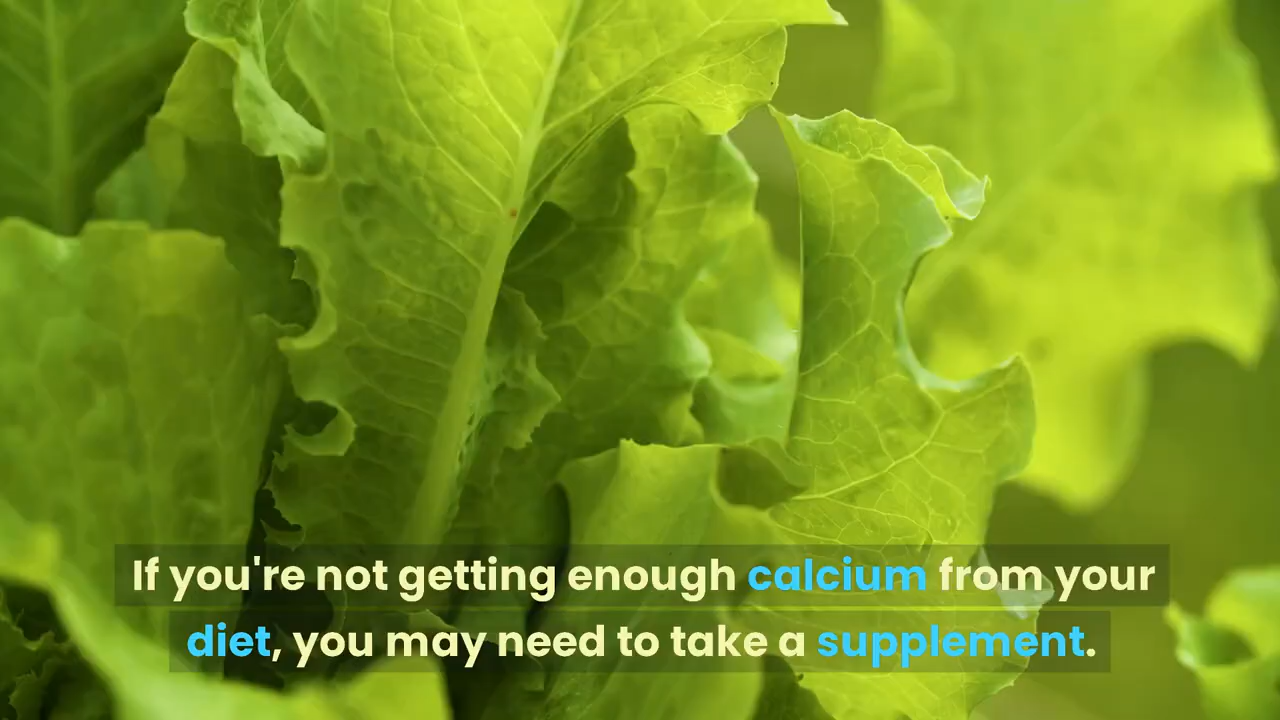 If you're not getting enough calcium from your
diet, you may need to take a supplement.